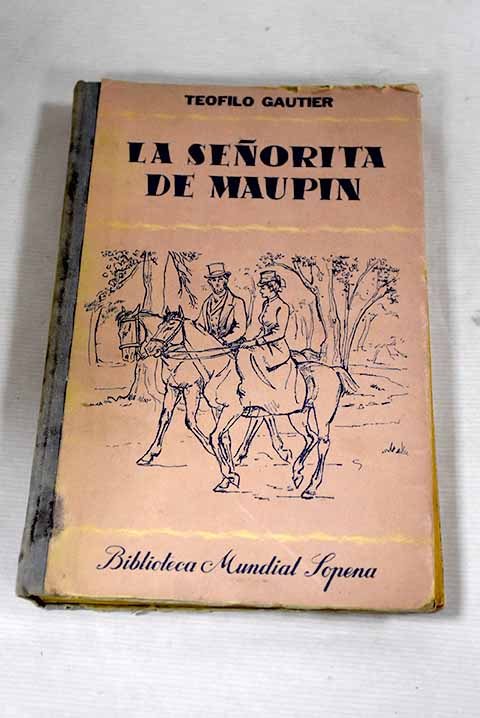 TEOFILO GAUTIER
LA SEÑORITA
DE MAUPIN
Biblioteca Mundial Sopena